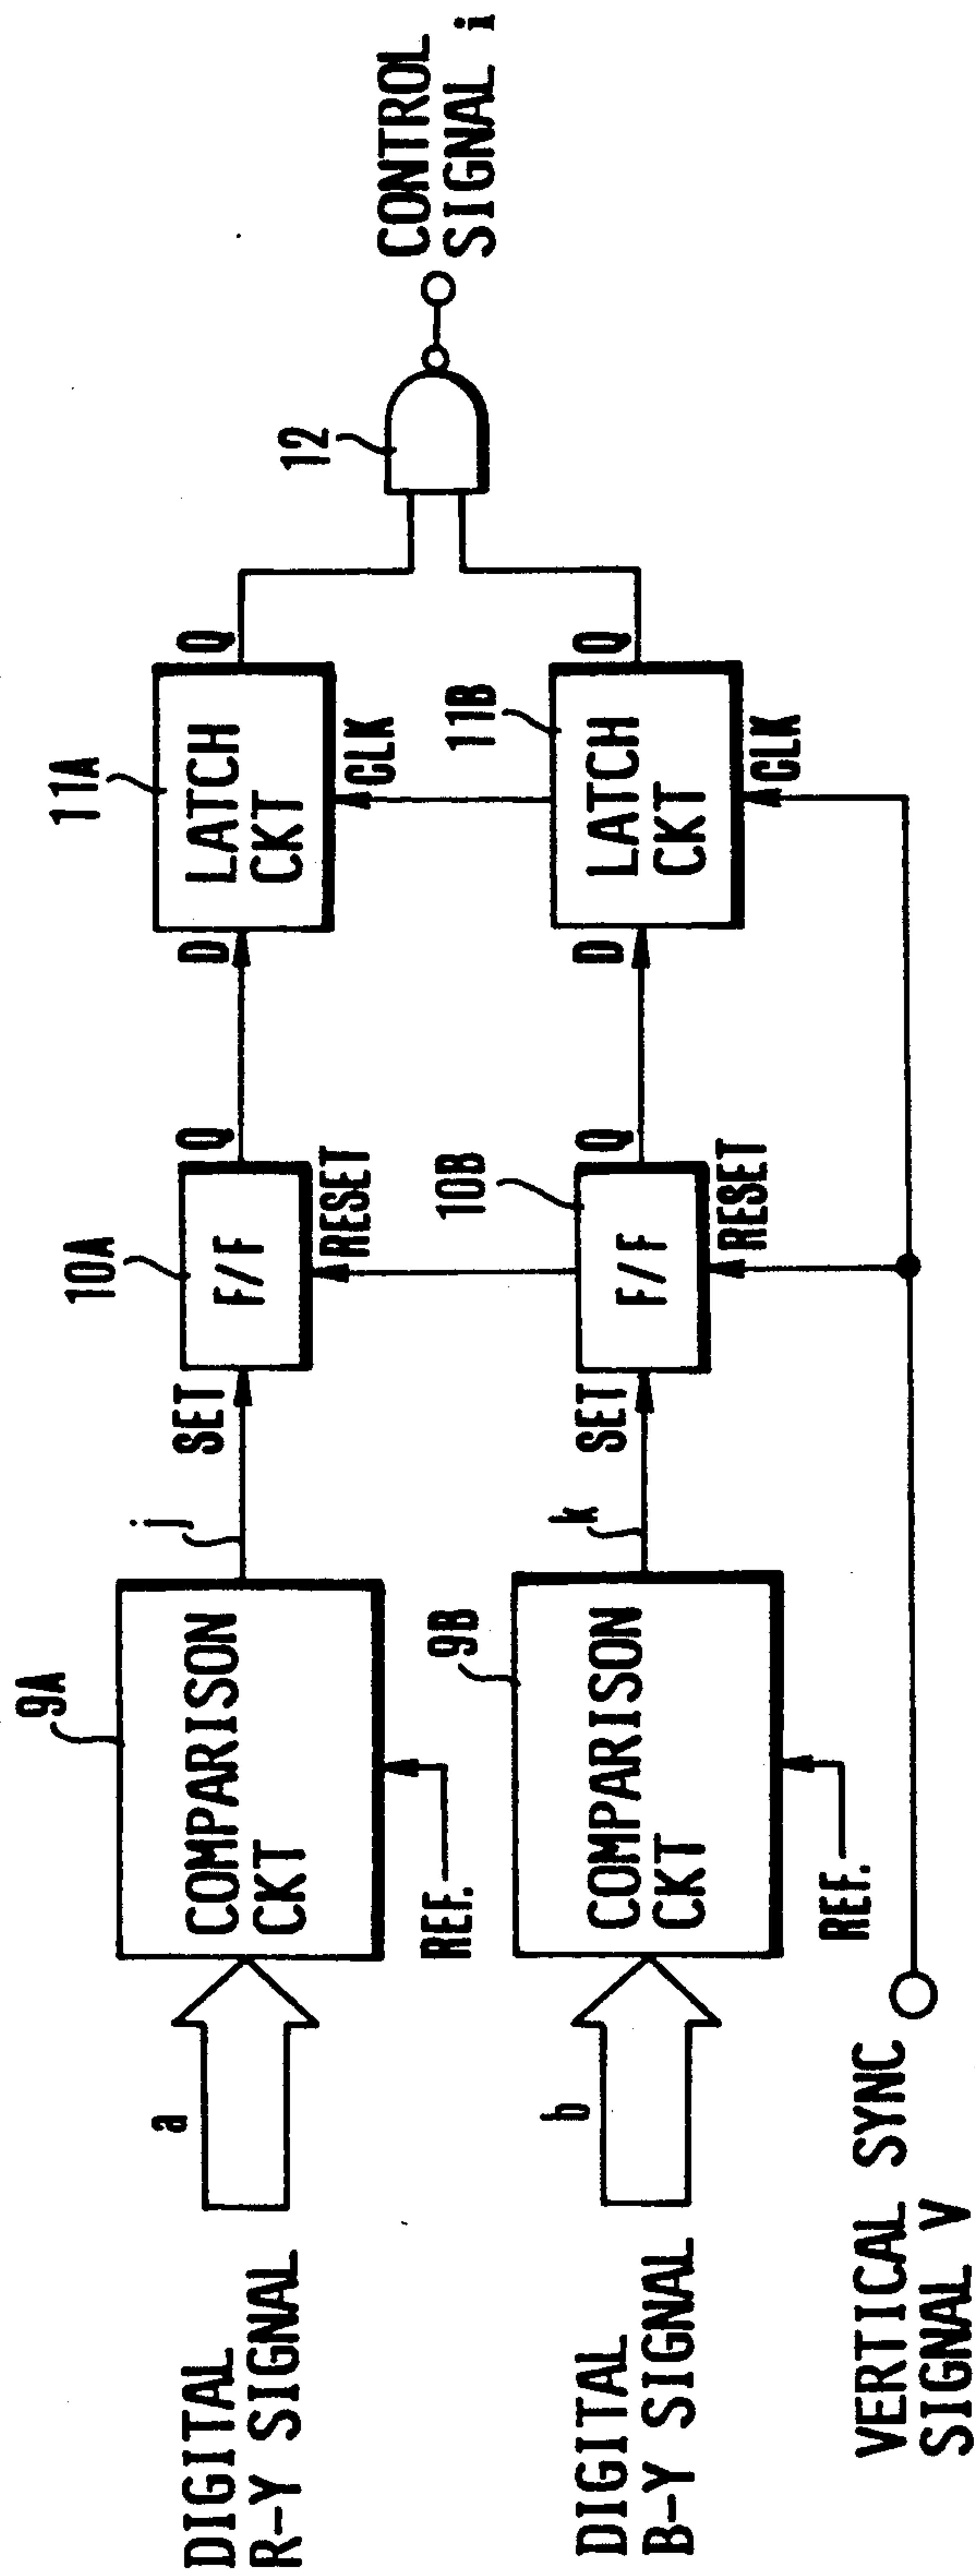 DIGITAL
R-Y SIGNAL
a
9A
COMPARISON
CKT
REF.
j
SET
10A
F/F
RESET
Q
D
11A
LATCH
CKT
CLK
Q
12
CONTROL
SIGNAL i
DIGITAL
B-Y SIGNAL
b
9B
COMPARISON
CKT
REF.
k
SET
10B
F/F
RESET
Q
D
11B
LATCH
CKT
CLK
Q
VERTICAL SYNC
SIGNAL V